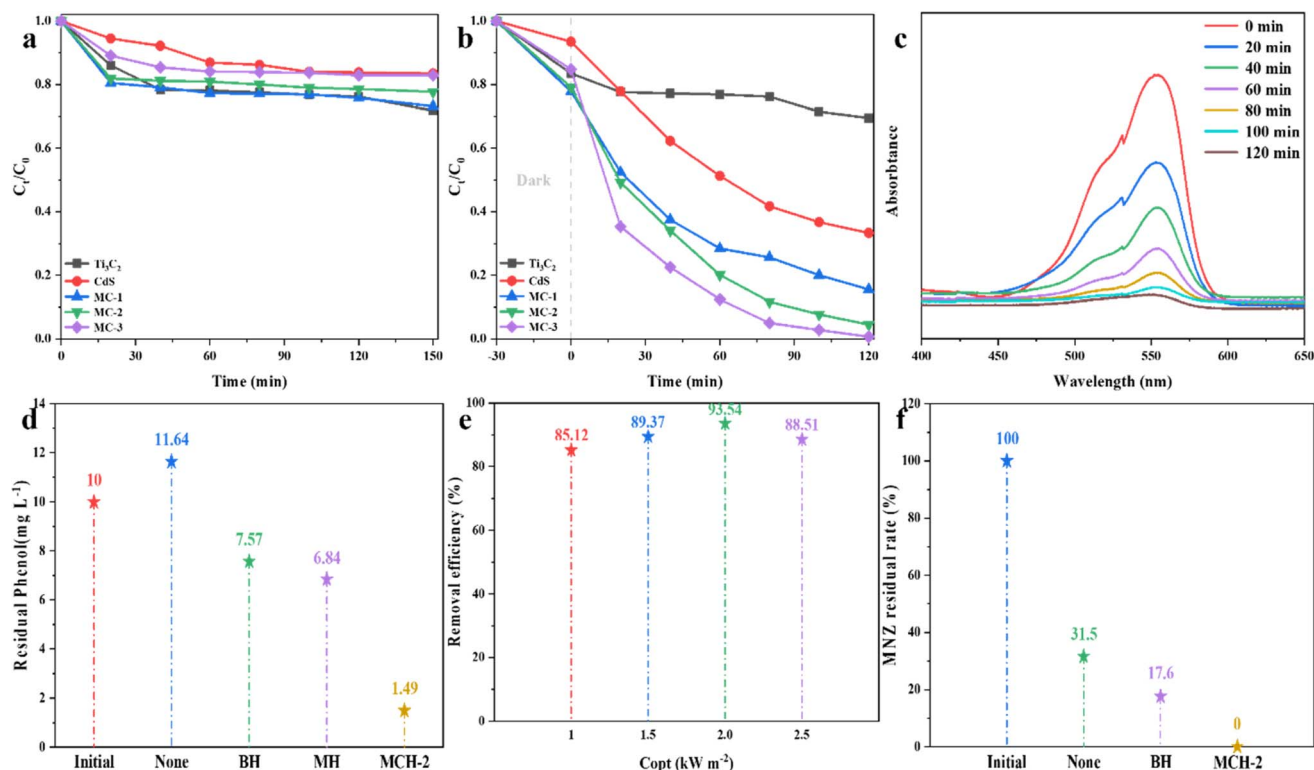 a
1.0
0.8
0.6
0.4
0.2
0.0
Cₜ/C₀
Ti₃C₂
CdS
MC-1
MC-2
MC-3
0 30 60 90 120 150
Time (min)
b
1.0
0.8
0.6
0.4
0.2
0.0
Cₜ/C₀
Dark
Ti₃C₂
CdS
MC-1
MC-2
MC-3
-30 0 30 60 90 120
Time (min)
c
Absorbtance
0 min
20 min
40 min
60 min
80 min
100 min
120 min
400 450 500 550 600 650
Wavelength (nm)
d
14
12
10
8
6
4
2
0
Residual Phenol(mg L⁻¹)
10
11.64
7.57
6.84
1.49
Initial None BH MH MCH-2
e
100
80
60
40
20
0
Removal efficiency (%)
85.12
89.37
93.54
88.51
1 1.5 2.0 2.5
Copt (kW m⁻²)
f
120
100
80
60
40
20
0
MNZ residual rate (%)
100
31.5
17.6
0
Initial None BH MCH-2